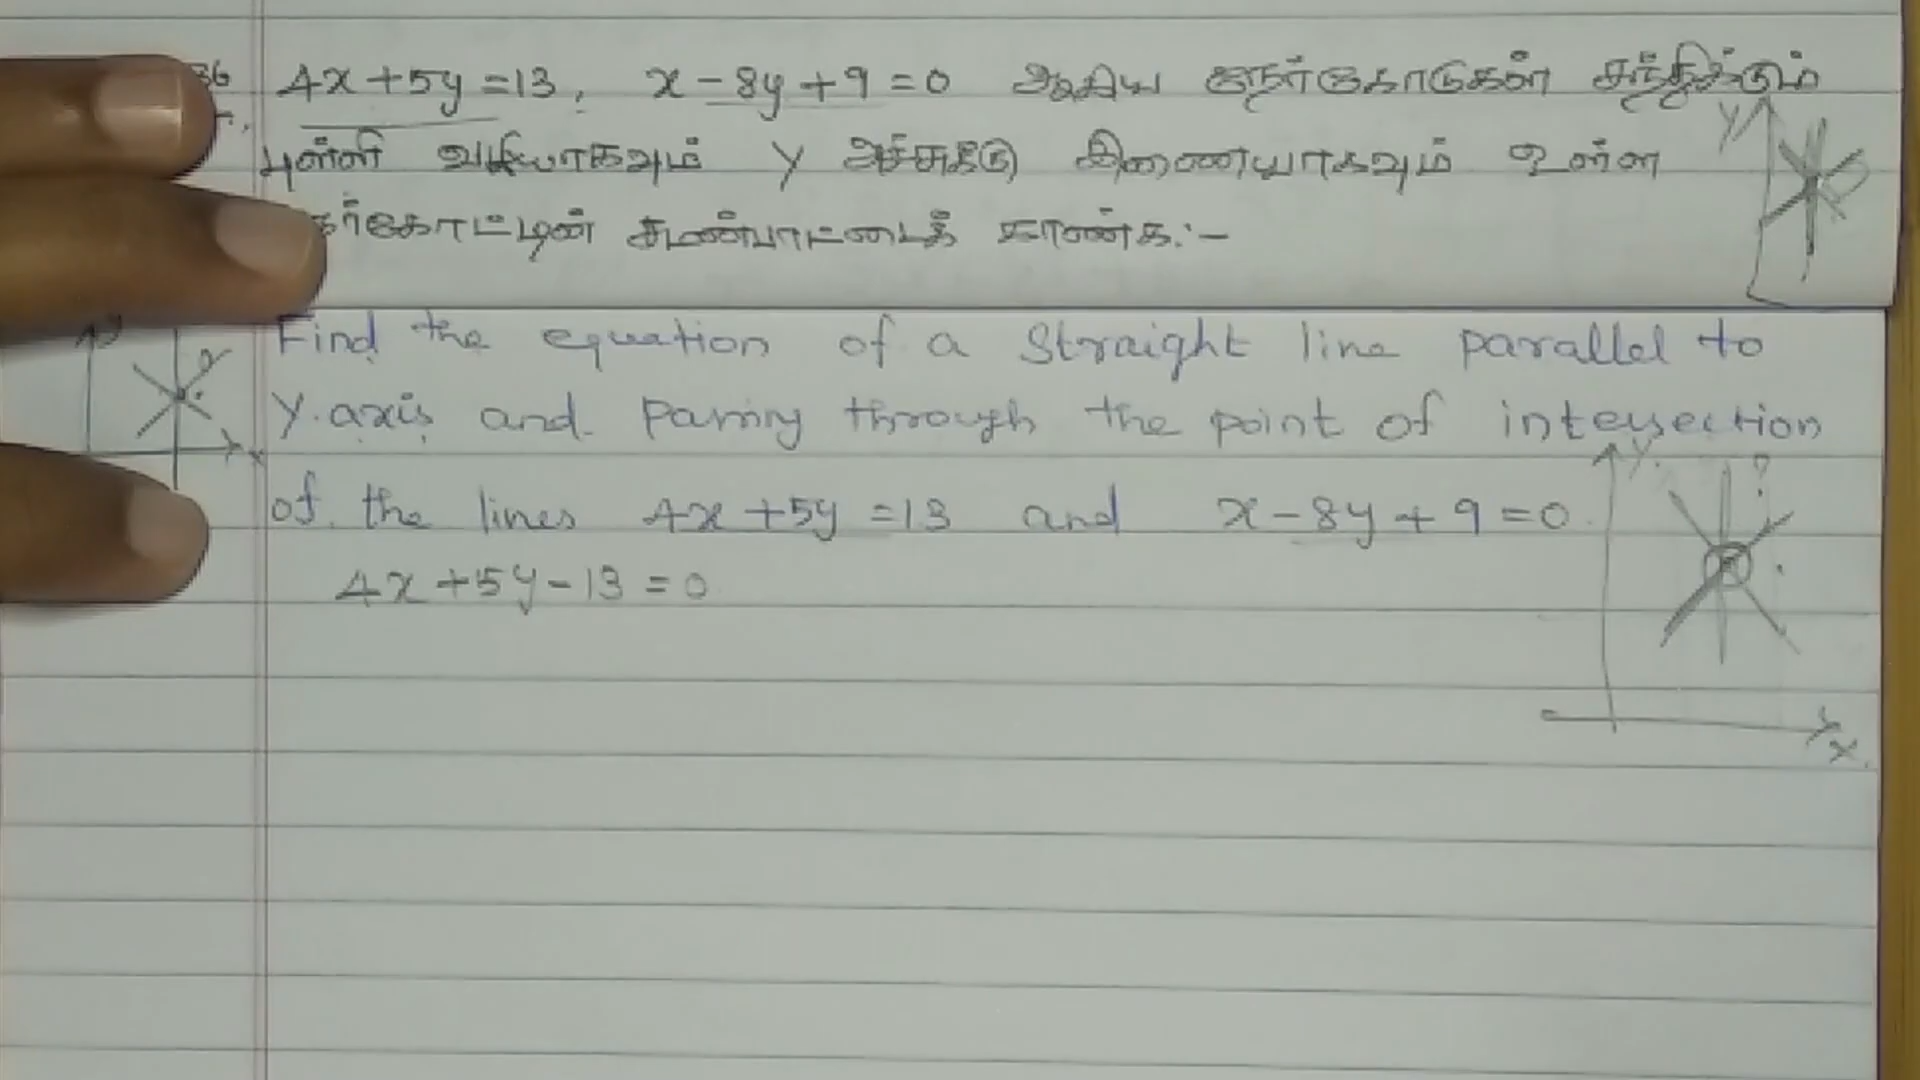 36 4x+5y=13, x-8y+9=0 ஆகிய நேர்கோடுகள் சந்திக்கும்
புள்ளி வழியாகவும் Y அச்சுக்கு இணையாகவும் உள்ள
கோட்டின் சமன்பாட்டைக் காண்க:-
Find the equation of a straight line parallel to
Y.axis and passing through the point of intersection
of the lines 4x+5y=13 and x-8y+9=0
4x+5y-13=0
Y
Y
x
x